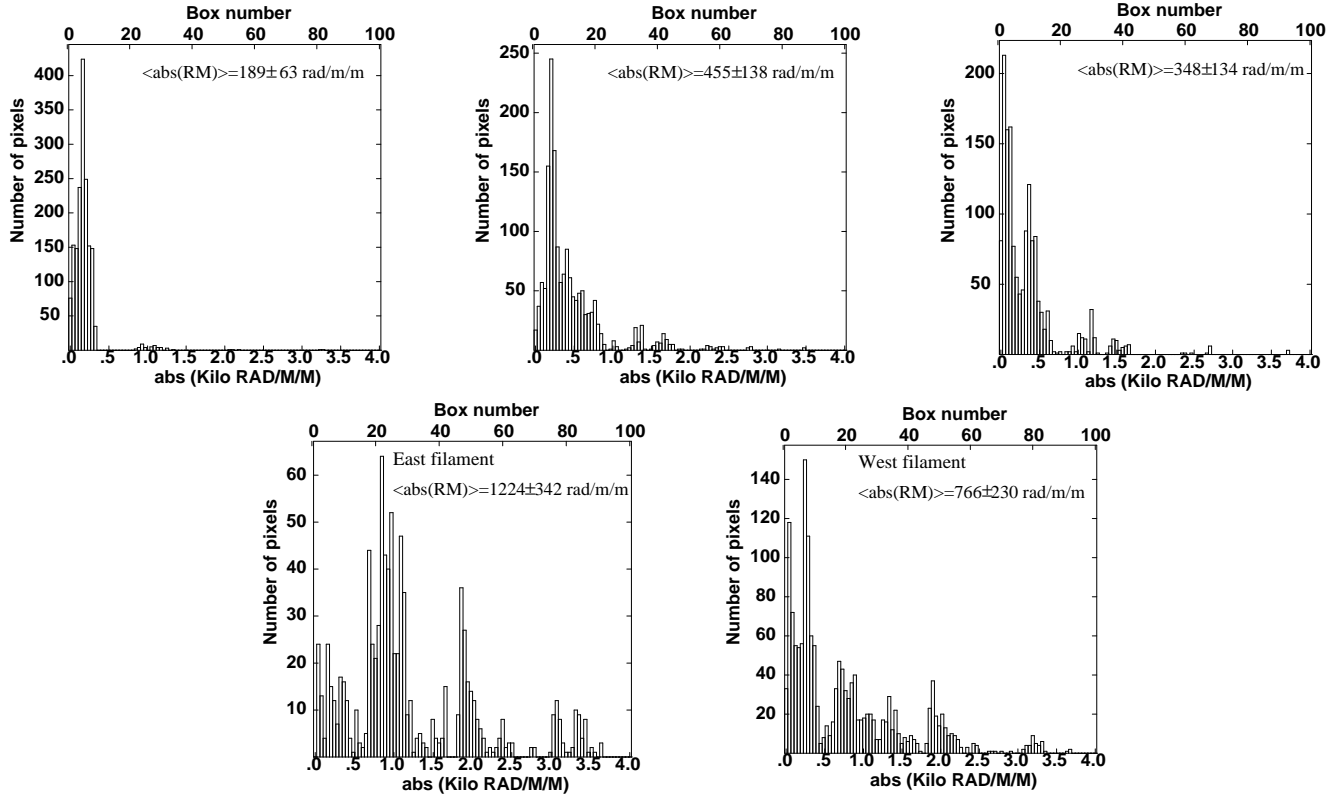 Box number
0 20 40 60 80 100
<abs(RM)>=189±63 rad/m/m
Number of pixels
400
350
300
250
200
150
100
50
.0 .5 1.0 1.5 2.0 2.5 3.0 3.5 4.0
abs (Kilo RAD/M/M)
Box number
0 20 40 60 80 100
<abs(RM)>=455±138 rad/m/m
Number of pixels
250
200
150
100
50
.0 .5 1.0 1.5 2.0 2.5 3.0 3.5 4.0
abs (Kilo RAD/M/M)
Box number
0 20 40 60 80 100
<abs(RM)>=348±134 rad/m/m
Number of pixels
200
150
100
50
.0 .5 1.0 1.5 2.0 2.5 3.0 3.5 4.0
abs (Kilo RAD/M/M)
Box number
0 20 40 60 80 100
East filament
<abs(RM)>=1224±342 rad/m/m
Number of pixels
60
50
40
30
20
10
.0 .5 1.0 1.5 2.0 2.5 3.0 3.5 4.0
abs (Kilo RAD/M/M)
Box number
0 20 40 60 80 100
West filament
<abs(RM)>=766±230 rad/m/m
Number of pixels
140
120
100
80
60
40
20
.0 .5 1.0 1.5 2.0 2.5 3.0 3.5 4.0
abs (Kilo RAD/M/M)